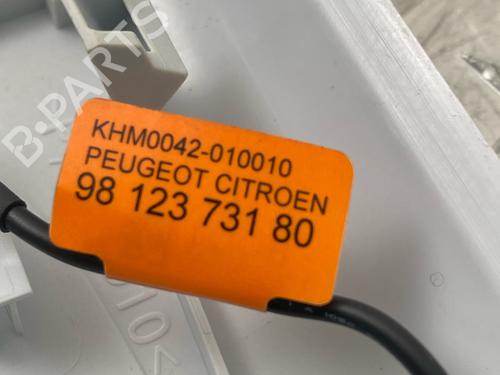 B-PARTS
KHM0042-010010
PEUGEOT CITROEN
98 123 731 80